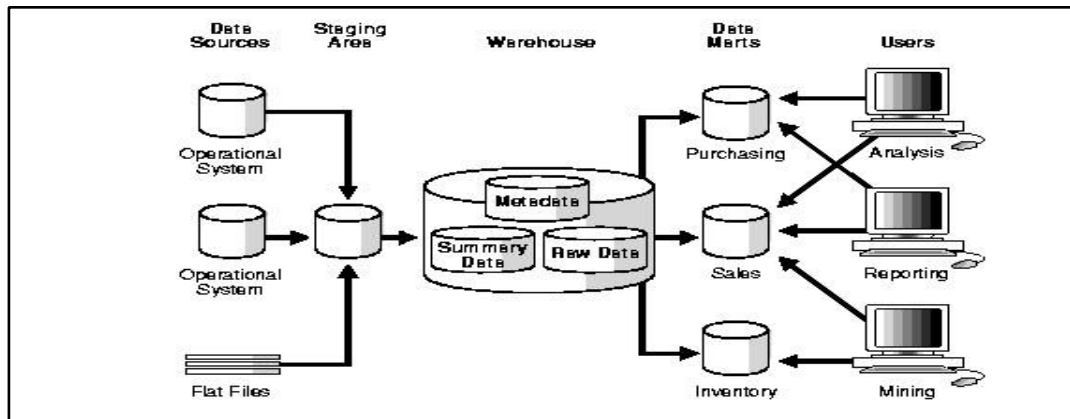 Data
Sources
Staging
Area
Warehouse
Data
Marts
Users
Operational
System
Purchasing
Analysis
Metadata
Summary
Data
Raw Data
Operational
System
Sales
Reporting
Flat Files
Inventory
Mining